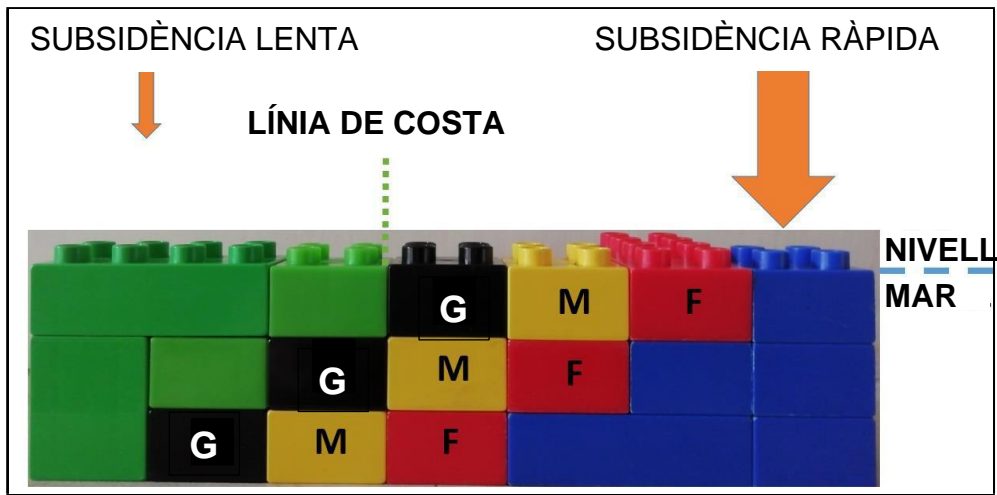 SUBSIDÈNCIA LENTA
SUBSIDÈNCIA RÀPIDA
LÍNIA DE COSTA
NIVELL
MAR
G M F
G M F
G M F